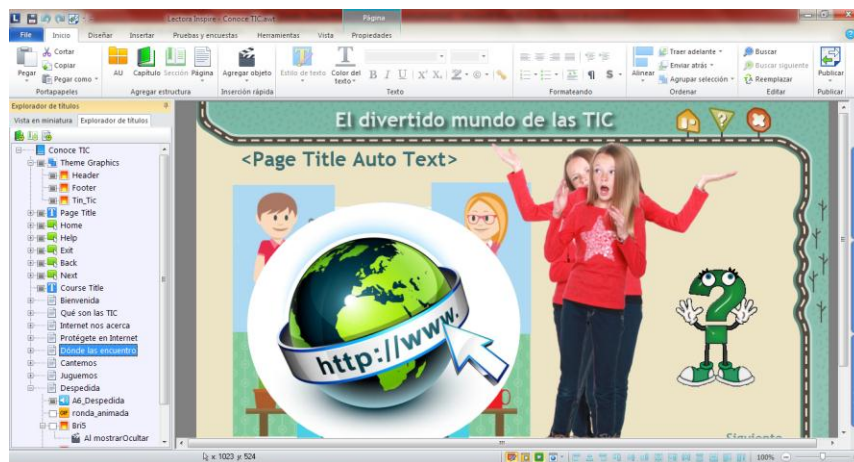 Lectora Inspire - Conoce TIC.awt
Página
File Inicio Diseñar Insertar Pruebas y encuestas Herramientas Vista Propiedades
Pegar
Cortar
Copiar
Pegar como
Portapapeles
AU Capítulo Sección Página
Agregar estructura
Agregar objeto
Inserción rápida
Estilo de texto
Color del texto
B I U X² X₂
Texto
Formateando
Alinear
Traer adelante
Enviar atrás
Agrupar selección
Ordenar
Buscar
Buscar siguiente
Reemplazar
Editar
Publicar
Publicar
Explorador de títulos
Vista en miniatura Explorador de títulos
Conoce TIC
Theme Graphics
Header
Footer
Tin_Tic
Page Title
Home
Help
Exit
Back
Next
Course Title
Bienvenida
Qué son las TIC
Internet nos acerca
Protégete en Internet
Dónde las encuentro
Cantemos
Juguemos
Despedida
A6_Despedida
ronda_animada
Bri5
Al mostrarOcultar
El divertido mundo de las TIC
?
<Page Title Auto Text>
http://www.
Siguiente
x: 1023 y: 524
100%